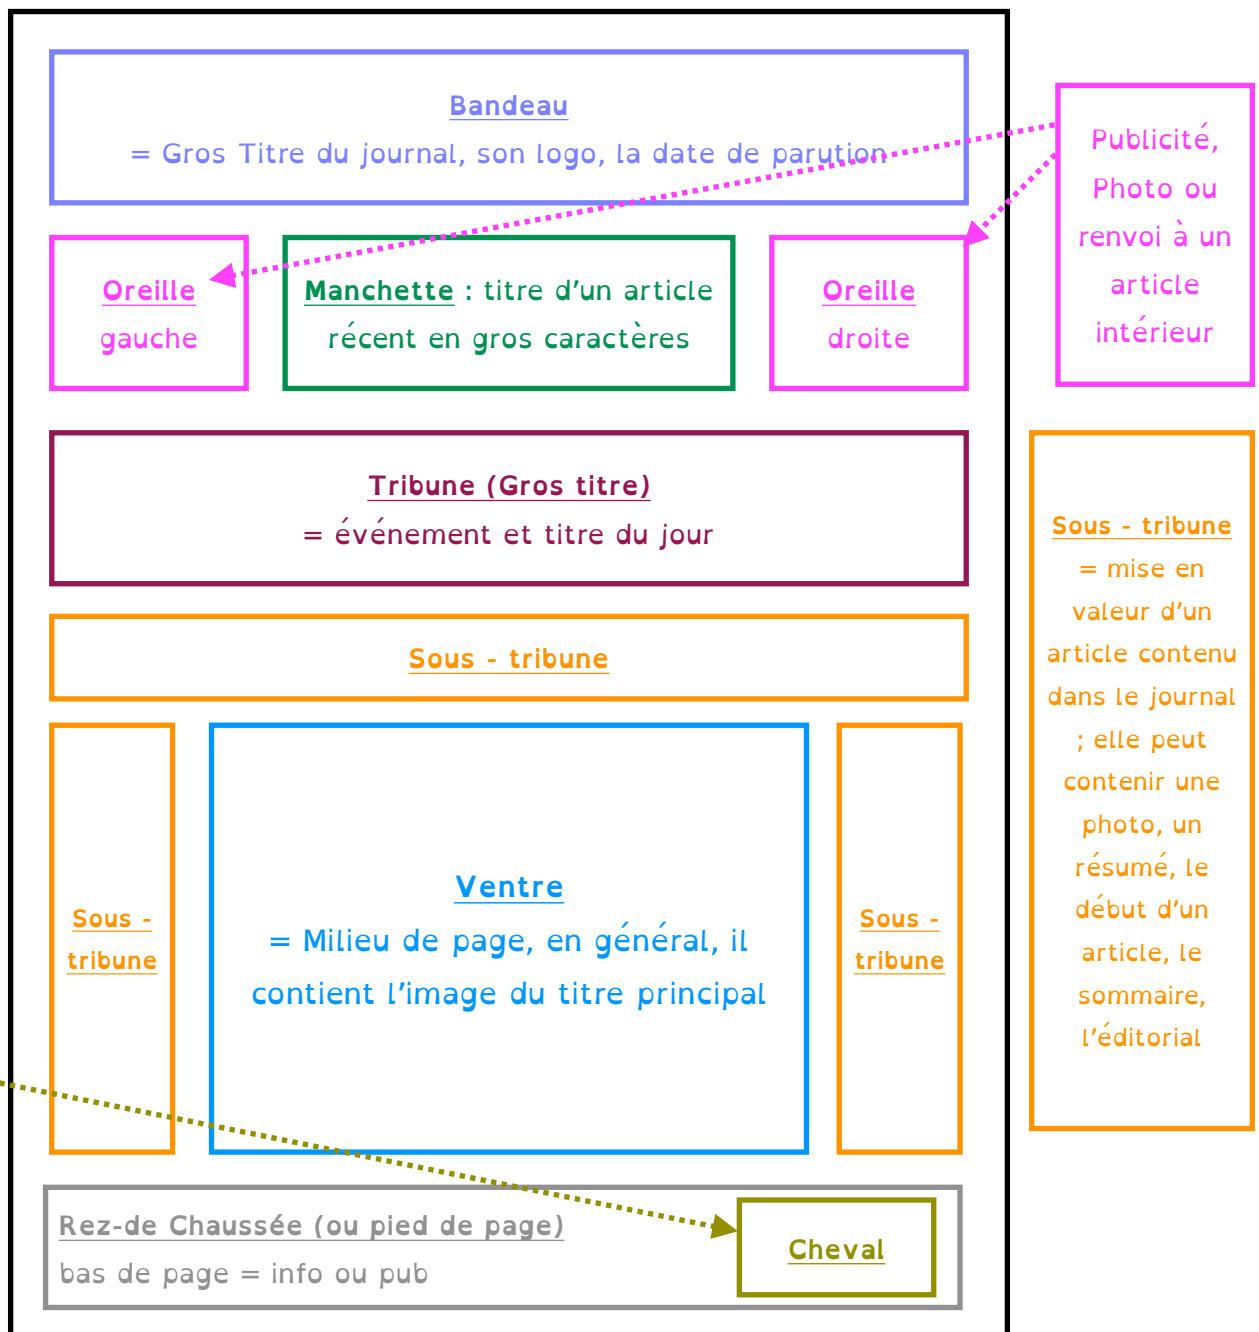 Bandeau
= Gros Titre du journal, son logo, la date de parution
Publicité,
Photo ou
renvoi à un
article
intérieur
Oreille
gauche
Manchette : titre d'un article
récent en gros caractères
Oreille
droite
Tribune (Gros titre)
= événement et titre du jour
Sous - tribune
= mise en
valeur d'un
article contenu
dans le journal
; elle peut
contenir une
photo, un
résumé, le
début d'un
article, le
sommaire,
l'éditorial
Sous - tribune
Sous -
tribune
Ventre
= Milieu de page, en général, il
contient l'image du titre principal
Sous -
tribune
Rez-de Chaussée (ou pied de page)
bas de page = info ou pub
Cheval